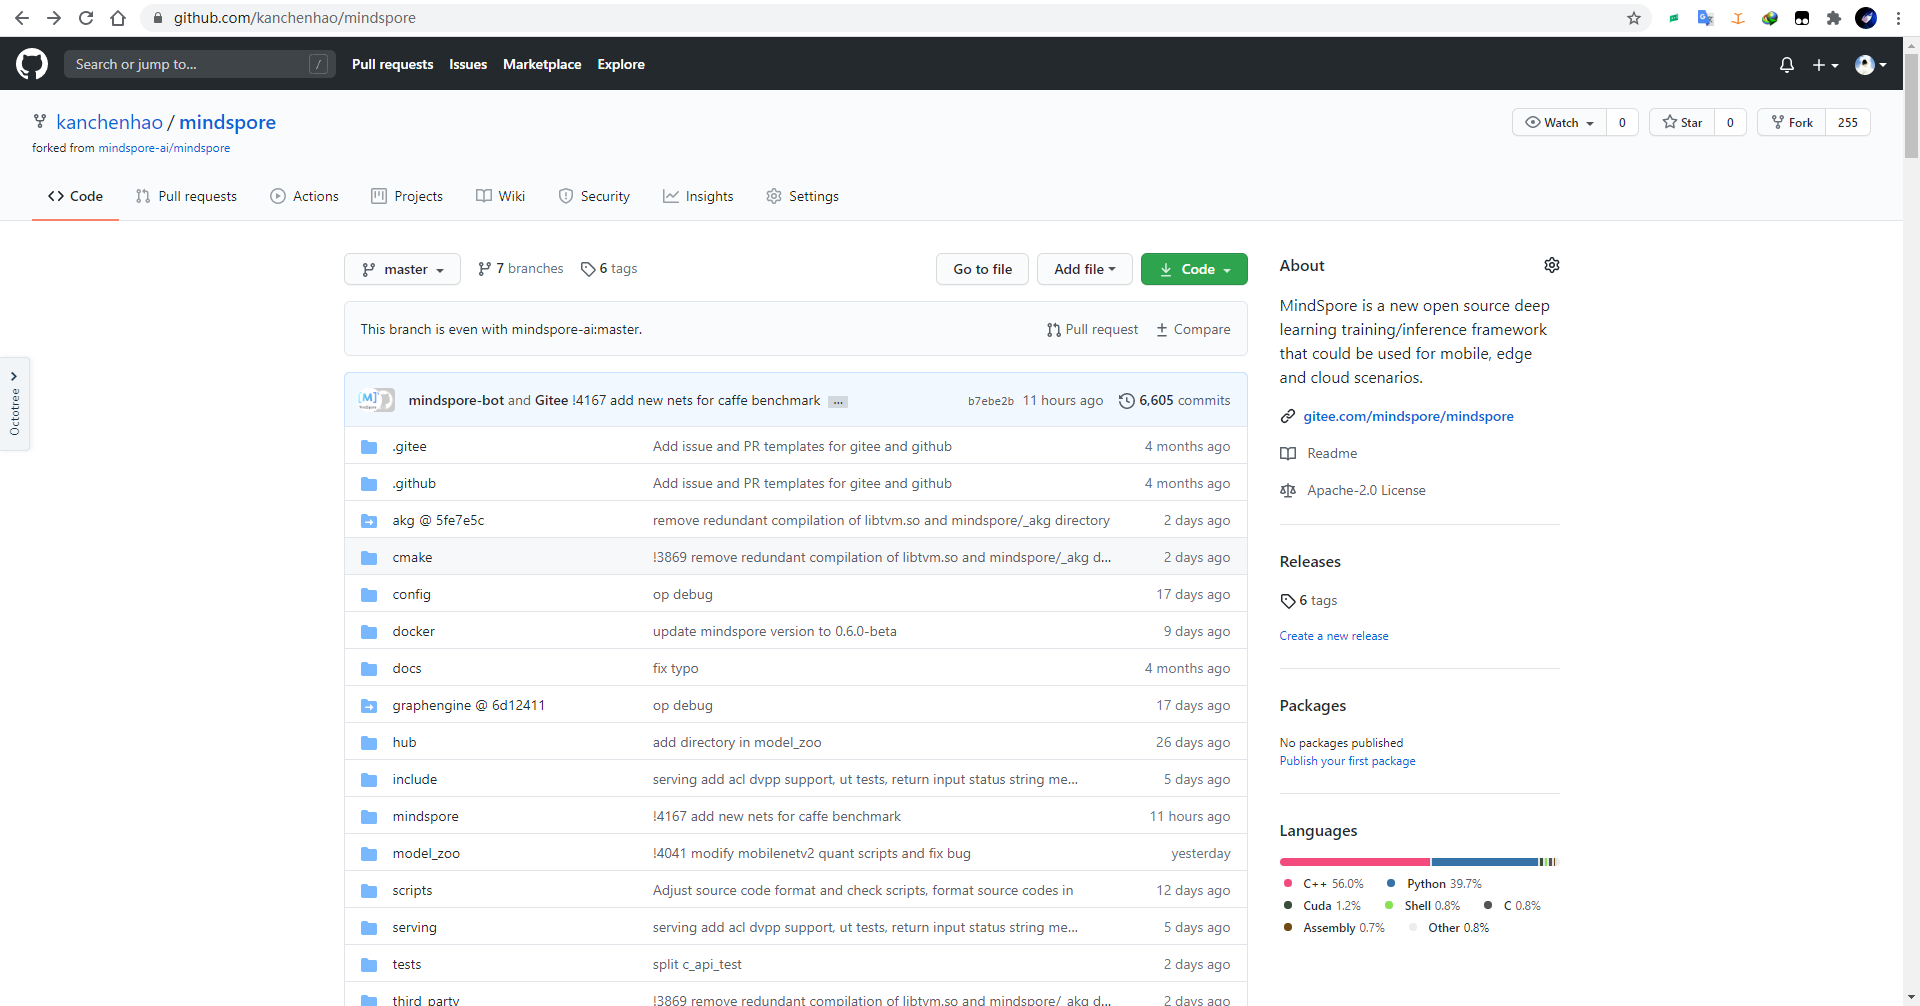 github.com/kanchenhao/mindspore
Search or jump to... /
Pull requests Issues Marketplace Explore
kanchenhao / mindspore
Watch 0 Star 0 Fork 255
forked from mindspore-ai/mindspore
Code Pull requests Actions Projects Wiki Security Insights Settings
master 7 branches 6 tags Go to file Add file Code
This branch is even with mindspore-ai:master. Pull request Compare
mindspore-bot and Gitee !4167 add new nets for caffe benchmark ... b7ebe2b 11 hours ago 6,605 commits
.gitee Add issue and PR templates for gitee and github 4 months ago
.github Add issue and PR templates for gitee and github 4 months ago
akg @ 5fe7e5c remove redundant compilation of libtvm.so and mindspore/_akg directory 2 days ago
cmake !3869 remove redundant compilation of libtvm.so and mindspore/_akg d... 2 days ago
config op debug 17 days ago
docker update mindspore version to 0.6.0-beta 9 days ago
docs fix typo 4 months ago
graphengine @ 6d12411 op debug 17 days ago
hub add directory in model_zoo 26 days ago
include serving add acl dvpp support, ut tests, return input status string me... 5 days ago
mindspore !4167 add new nets for caffe benchmark 11 hours ago
model_zoo !4041 modify mobilenetv2 quant scripts and fix bug yesterday
scripts Adjust source code format and check scripts, format source codes in 12 days ago
serving serving add acl dvpp support, ut tests, return input status string me... 5 days ago
tests split c_api_test 2 days ago
third_party !3869 remove redundant compilation of libtvm.so and mindspore/_akg d... 2 days ago
Octotree
About
MindSpore is a new open source deep
learning training/inference framework
that could be used for mobile, edge
and cloud scenarios.
gitee.com/mindspore/mindspore
Readme
Apache-2.0 License
Releases
6 tags
Create a new release
Packages
No packages published
Publish your first package
Languages
C++ 56.0% Python 39.7%
Cuda 1.2% Shell 0.8% C 0.8%
Assembly 0.7% Other 0.8%